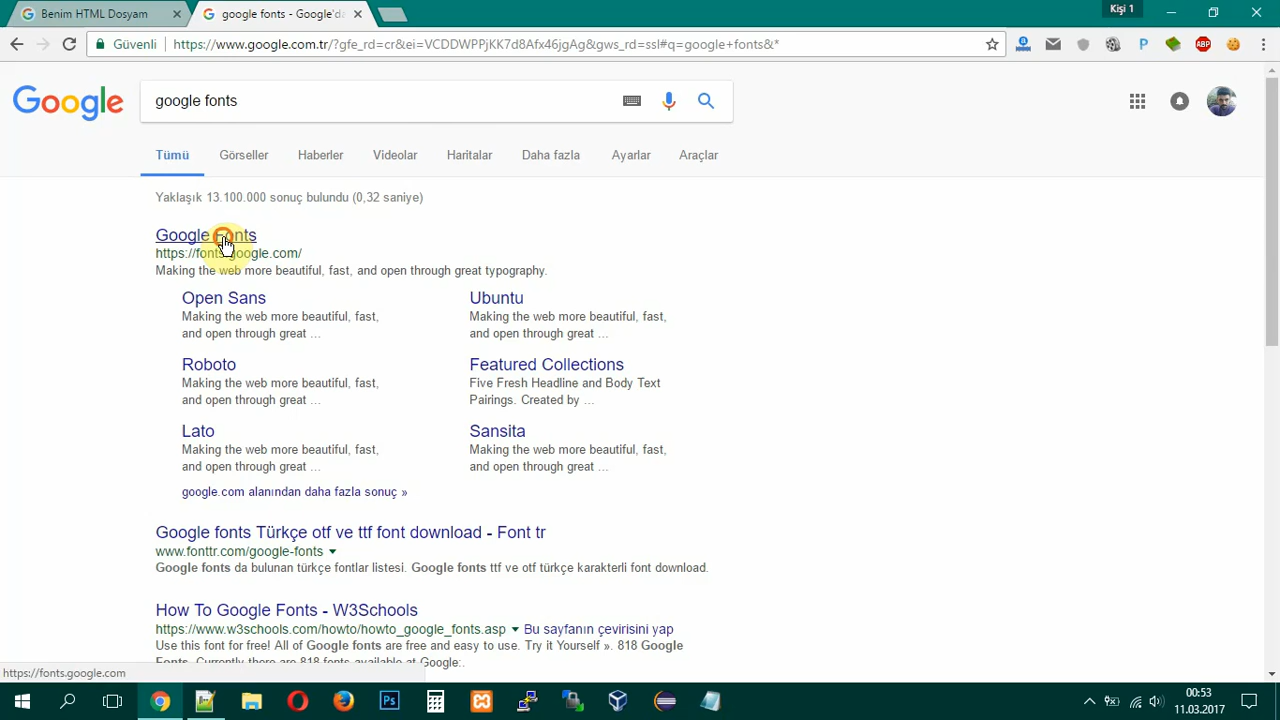 Benim HTML Dosyam
google fonts - Google'da
Kişi 1
Güvenli
https://www.google.com.tr/?gfe_rd=cr&ei=VCDDWPPjKK7d8Afx46jgAg&gws_rd=ssl#q=google+fonts&*
ABP
Google
google fonts
Tümü
Görseller
Haberler
Videolar
Haritalar
Daha fazla
Ayarlar
Araçlar
Yaklaşık 13.100.000 sonuç bulundu (0,32 saniye)
Google Fonts
https://fonts.google.com/
Making the web more beautiful, fast, and open through great typography.
Open Sans
Making the web more beautiful, fast,
and open through great ...
Ubuntu
Making the web more beautiful, fast,
and open through great ...
Roboto
Making the web more beautiful, fast,
and open through great ...
Featured Collections
Five Fresh Headline and Body Text
Pairings. Created by ...
Lato
Making the web more beautiful, fast,
and open through great ...
Sansita
Making the web more beautiful, fast,
and open through great ...
google.com alanından daha fazla sonuç »
Google fonts Türkçe otf ve ttf font download - Font tr
www.fonttr.com/google-fonts
Google fonts da bulunan türkçe fontlar listesi. Google fonts ttf ve otf türkçe karakterli font download.
How To Google Fonts - W3Schools
https://www.w3schools.com/howto/howto_google_fonts.asp Bu sayfanın çevirisini yap
Use this font for free! All of Google fonts are free and easy to use. Try it Yourself ». 818 Google
Fonts. Currently there are 818 fonts available at Google:.
https://fonts.google.com
Ps
00:53
11.03.2017